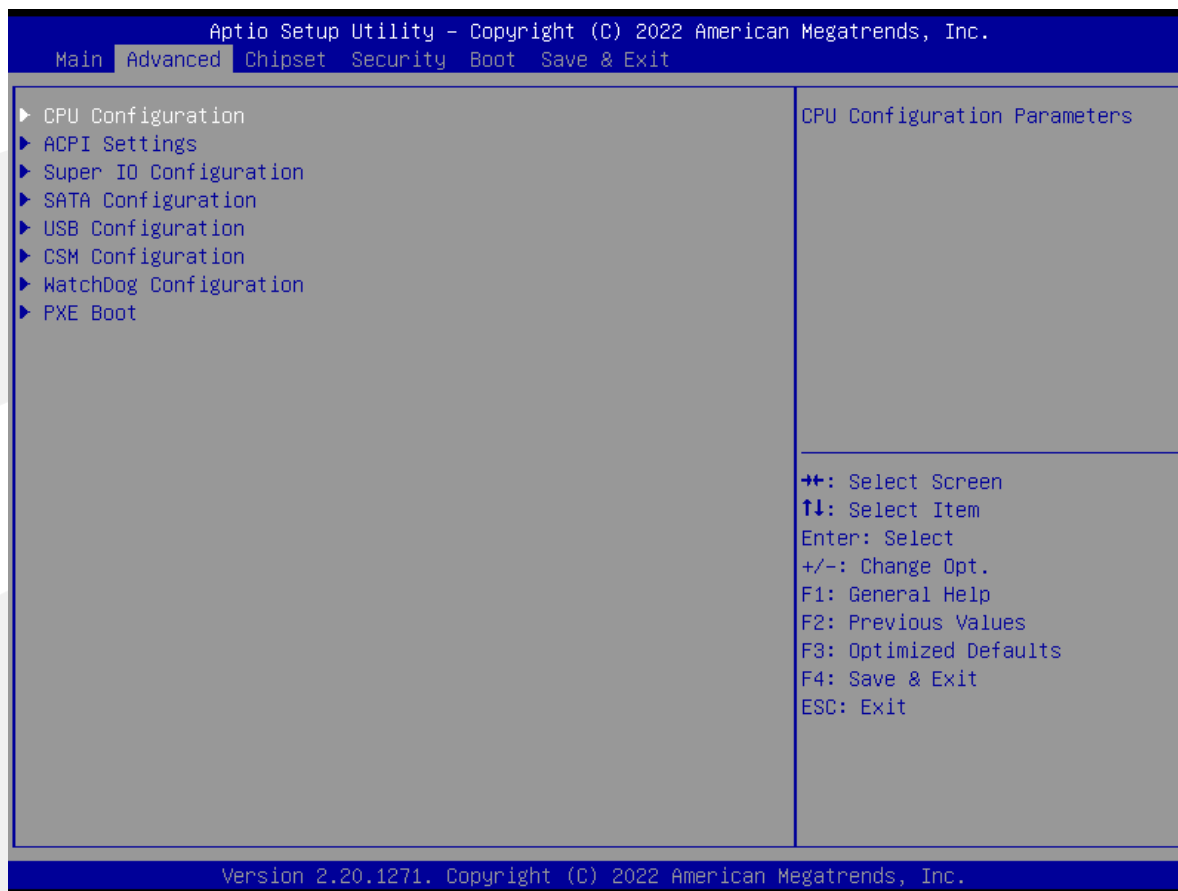 Aptio Setup Utility – Copyright (C) 2022 American Megatrends, Inc.
Main Advanced Chipset Security Boot Save & Exit
▶ CPU Configuration
▶ ACPI Settings
▶ Super IO Configuration
▶ SATA Configuration
▶ USB Configuration
▶ CSM Configuration
▶ WatchDog Configuration
▶ PXE Boot
CPU Configuration Parameters
→←: Select Screen
↑↓: Select Item
Enter: Select
+/-: Change Opt.
F1: General Help
F2: Previous Values
F3: Optimized Defaults
F4: Save & Exit
ESC: Exit
Version 2.20.1271. Copyright (C) 2022 American Megatrends, Inc.